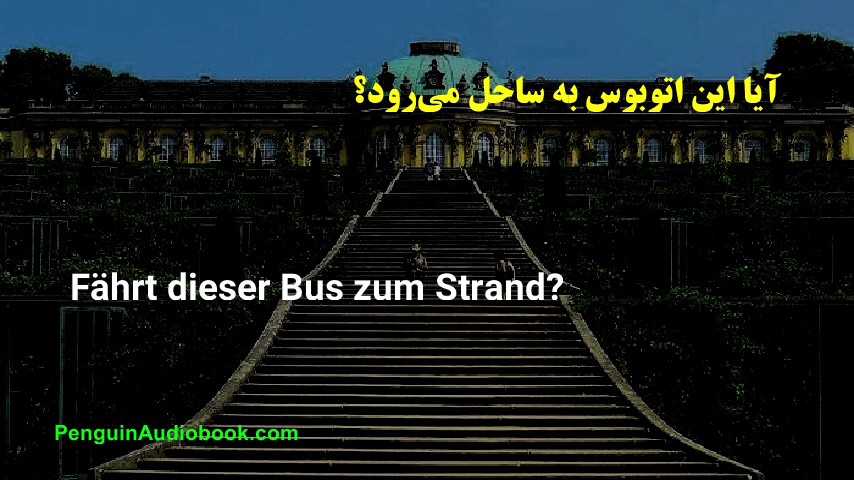 آیا این اتوبوس به ساحل می‌رود؟
Fährt dieser Bus zum Strand?
PenguinAudiobook.com